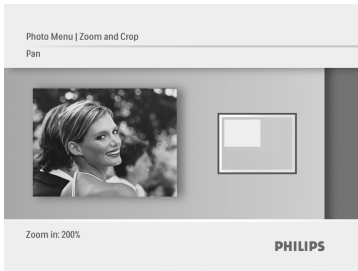 Photo Menu | Zoom and Crop
Pan
Zoom in: 200%
PHILIPS